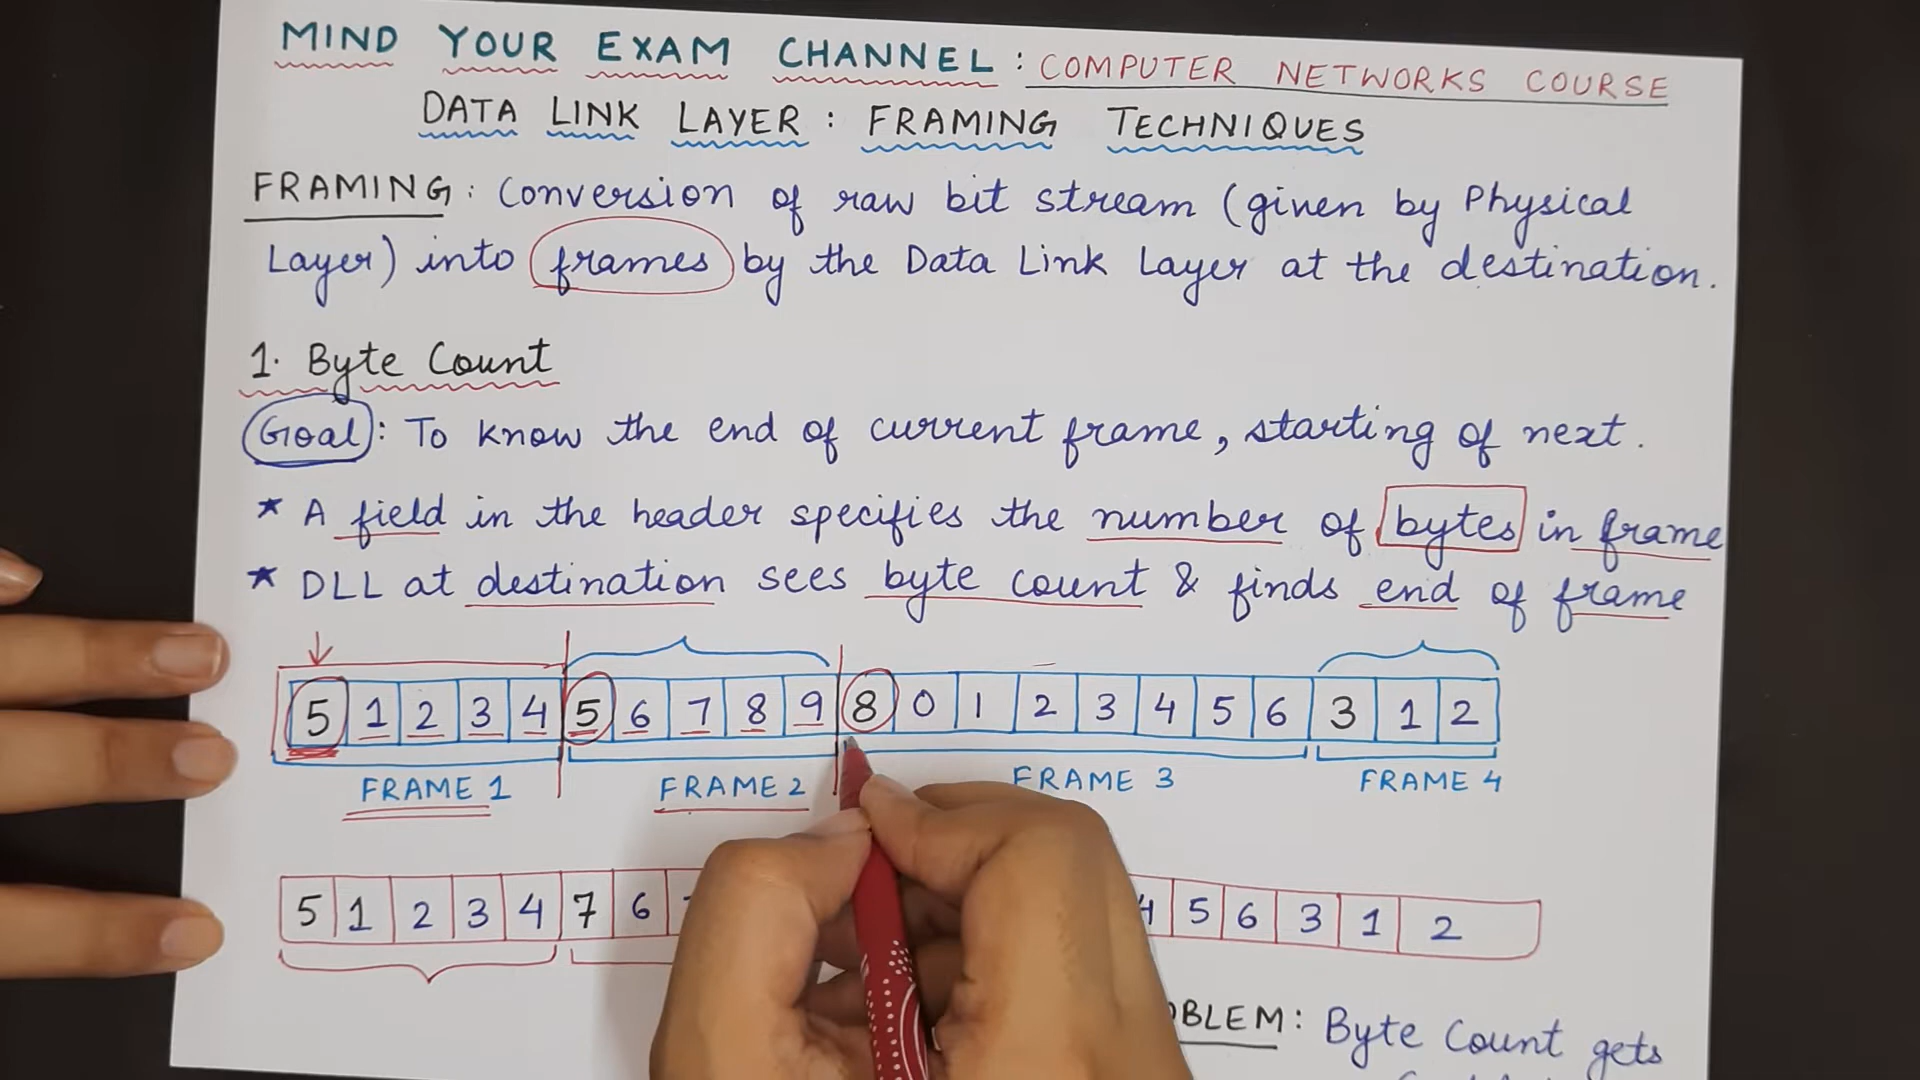 MIND YOUR EXAM CHANNEL : COMPUTER NETWORKS COURSE
DATA LINK LAYER : FRAMING TECHNIQUES
FRAMING : Conversion of raw bit stream (given by Physical
Layer) into frames by the Data Link Layer at the destination.
1. Byte Count
Goal : To know the end of current frame, starting of next.
* A field in the header specifies the number of bytes in frame
* DLL at destination sees byte count & finds end of frame
5 1 2 3 4 5 6 7 8 9 8 0 1 2 3 4 5 6 3 1 2
FRAME 1 FRAME 2 FRAME 3 FRAME 4
5 1 2 3 4 7 6 4 5 6 3 1 2
OBLEM : Byte Count gets